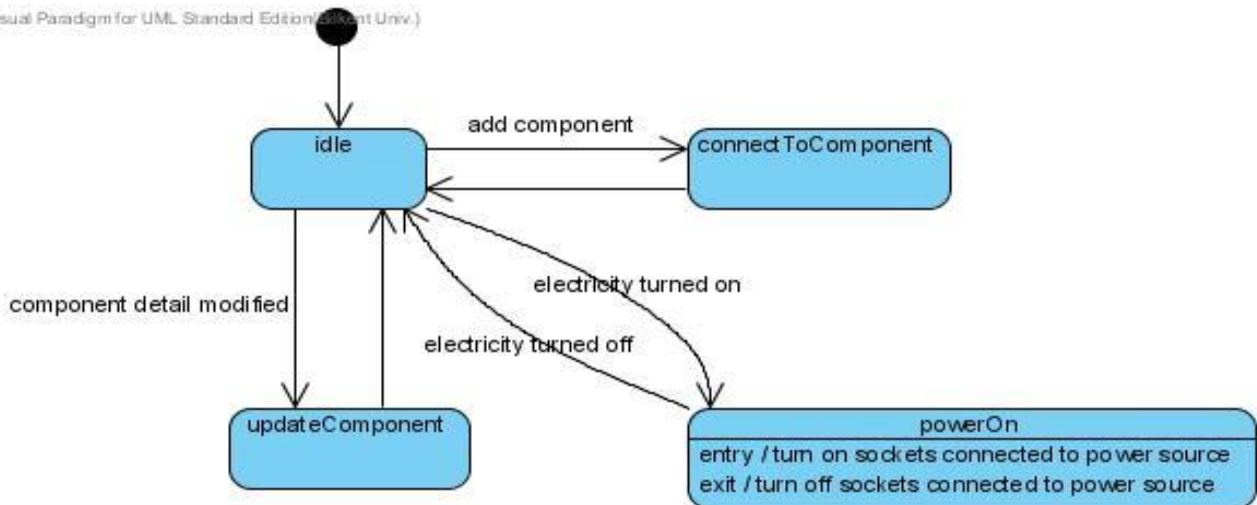 sual Paradigm for UML Standard Edition(Bilkent Univ.)
idle
add component
connectToComponent
electricity turned on
component detail modified
electricity turned off
updateComponent
powerOn
entry / turn on sockets connected to power source
exit / turn off sockets connected to power source